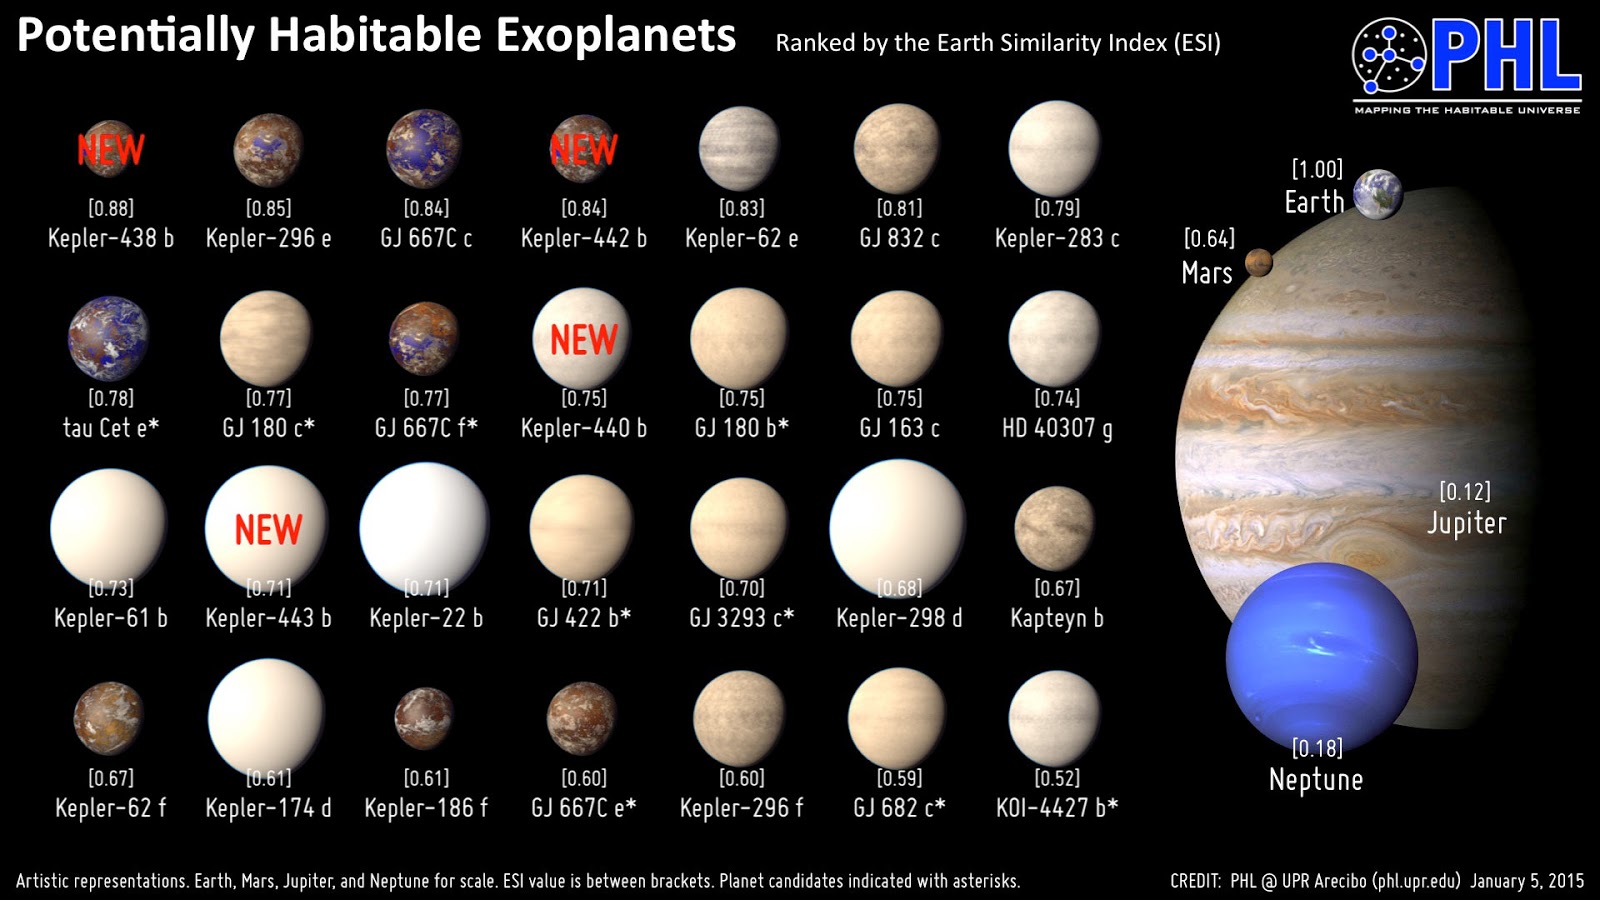 Potentially Habitable Exoplanets
Ranked by the Earth Similarity Index (ESI)
PHL
MAPPING THE HABITABLE UNIVERSE
NEW NEW
[0.88] [0.85] [0.84] [0.84] [0.83] [0.81] [0.79]
Kepler-438 b Kepler-296 e GJ 667C c Kepler-442 b Kepler-62 e GJ 832 c Kepler-283 c
NEW
[0.78] [0.77] [0.77] [0.75] [0.75] [0.75] [0.74]
tau Cet e* GJ 180 c* GJ 667C f* Kepler-440 b GJ 180 b* GJ 163 c HD 40307 g
NEW
[0.73] [0.71] [0.71] [0.71] [0.70] [0.68] [0.67]
Kepler-61 b Kepler-443 b Kepler-22 b GJ 422 b* GJ 3293 c* Kepler-298 d Kapteyn b
[0.67] [0.61] [0.61] [0.60] [0.60] [0.59] [0.52]
Kepler-62 f Kepler-174 d Kepler-186 f GJ 667C e* Kepler-296 f GJ 682 c* KOI-4427 b*
[1.00]
Earth
[0.64]
Mars
[0.12]
Jupiter
[0.18]
Neptune
Artistic representations. Earth, Mars, Jupiter, and Neptune for scale. ESI value is between brackets. Planet candidates indicated with asterisks.
CREDIT: PHL @ UPR Arecibo (phl.upr.edu) January 5, 2015